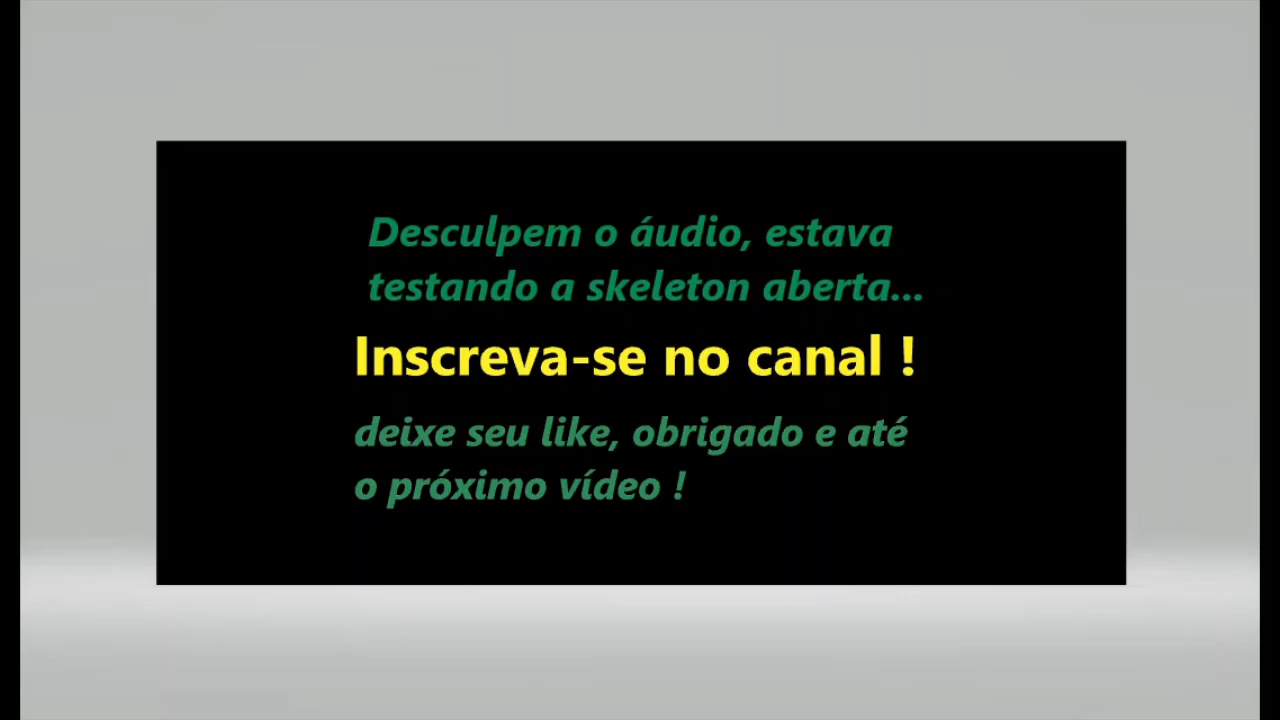 Desculpem o áudio, estava
testando a skeleton aberta...
Inscreva-se no canal !
deixe seu like, obrigado e até
o próximo vídeo !